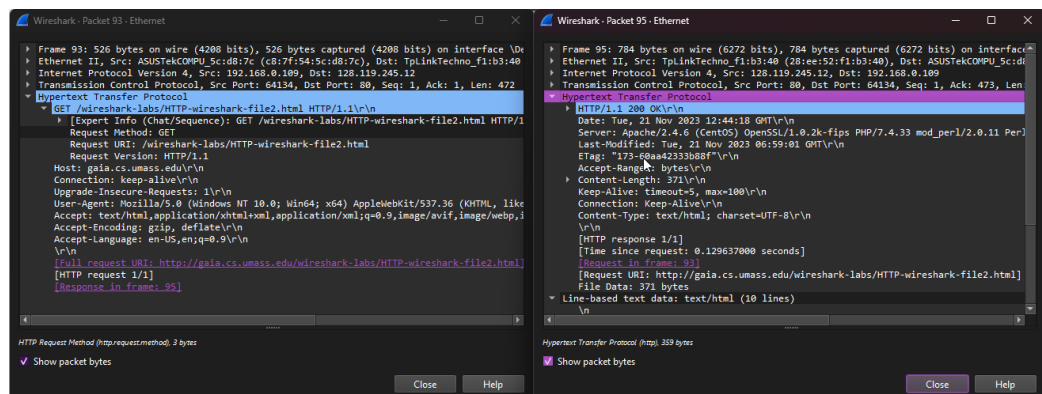 Wireshark · Packet 93 · Ethernet
Frame 93: 526 bytes on wire (4208 bits), 526 bytes captured (4208 bits) on interface \De
Ethernet II, Src: ASUSTekCOMPU_5c:d8:7c (c8:7f:54:5c:d8:7c), Dst: TpLinkTechno_f1:b3:40
Internet Protocol Version 4, Src: 192.168.0.109, Dst: 128.119.245.12
Transmission Control Protocol, Src Port: 64134, Dst Port: 80, Seq: 1, Ack: 1, Len: 472
Hypertext Transfer Protocol
GET /wireshark-labs/HTTP-wireshark-file2.html HTTP/1.1\r\n
[Expert Info (Chat/Sequence): GET /wireshark-labs/HTTP-wireshark-file2.html HTTP/1
Request Method: GET
Request URI: /wireshark-labs/HTTP-wireshark-file2.html
Request Version: HTTP/1.1
Host: gaia.cs.umass.edu\r\n
Connection: keep-alive\r\n
Upgrade-Insecure-Requests: 1\r\n
User-Agent: Mozilla/5.0 (Windows NT 10.0; Win64; x64) AppleWebKit/537.36 (KHTML, like
Accept: text/html,application/xhtml+xml,application/xml;q=0.9,image/avif,image/webp,i
Accept-Encoding: gzip, deflate\r\n
Accept-Language: en-US,en;q=0.9\r\n
\r\n
[Full request URI: http://gaia.cs.umass.edu/wireshark-labs/HTTP-wireshark-file2.html]
[HTTP request 1/1]
[Response in frame: 95]
HTTP Request Method (http.request.method), 3 bytes
Show packet bytes
Close
Help
Wireshark · Packet 95 · Ethernet
Frame 95: 784 bytes on wire (6272 bits), 784 bytes captured (6272 bits) on interface
Ethernet II, Src: TpLinkTechno_f1:b3:40 (28:ee:52:f1:b3:40), Dst: ASUSTekCOMPU_5c:d8
Internet Protocol Version 4, Src: 128.119.245.12, Dst: 192.168.0.109
Transmission Control Protocol, Src Port: 80, Dst Port: 64134, Seq: 1, Ack: 473, Len:
Hypertext Transfer Protocol
HTTP/1.1 200 OK\r\n
Date: Tue, 21 Nov 2023 12:44:18 GMT\r\n
Server: Apache/2.4.6 (CentOS) OpenSSL/1.0.2k-fips PHP/7.4.33 mod_perl/2.0.11 Perl
Last-Modified: Tue, 21 Nov 2023 06:59:01 GMT\r\n
ETag: "173-60aa42333b88f"\r\n
Accept-Ranges: bytes\r\n
Content-Length: 371\r\n
Keep-Alive: timeout=5, max=100\r\n
Connection: Keep-Alive\r\n
Content-Type: text/html; charset=UTF-8\r\n
\r\n
[HTTP response 1/1]
[Time since request: 0.129637000 seconds]
[Request in frame: 93]
[Request URI: http://gaia.cs.umass.edu/wireshark-labs/HTTP-wireshark-file2.html]
File Data: 371 bytes
Line-based text data: text/html (10 lines)
\n
Hypertext Transfer Protocol (http), 359 bytes
Show packet bytes
Close
Help